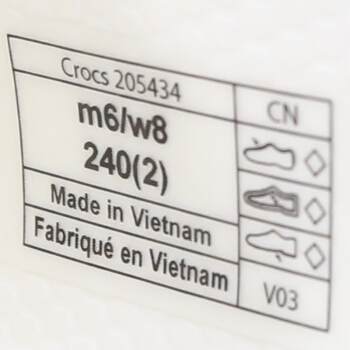 Crocs 205434
CN
m6/w8
240(2)
Made in Vietnam
Fabriqué en Vietnam
V03